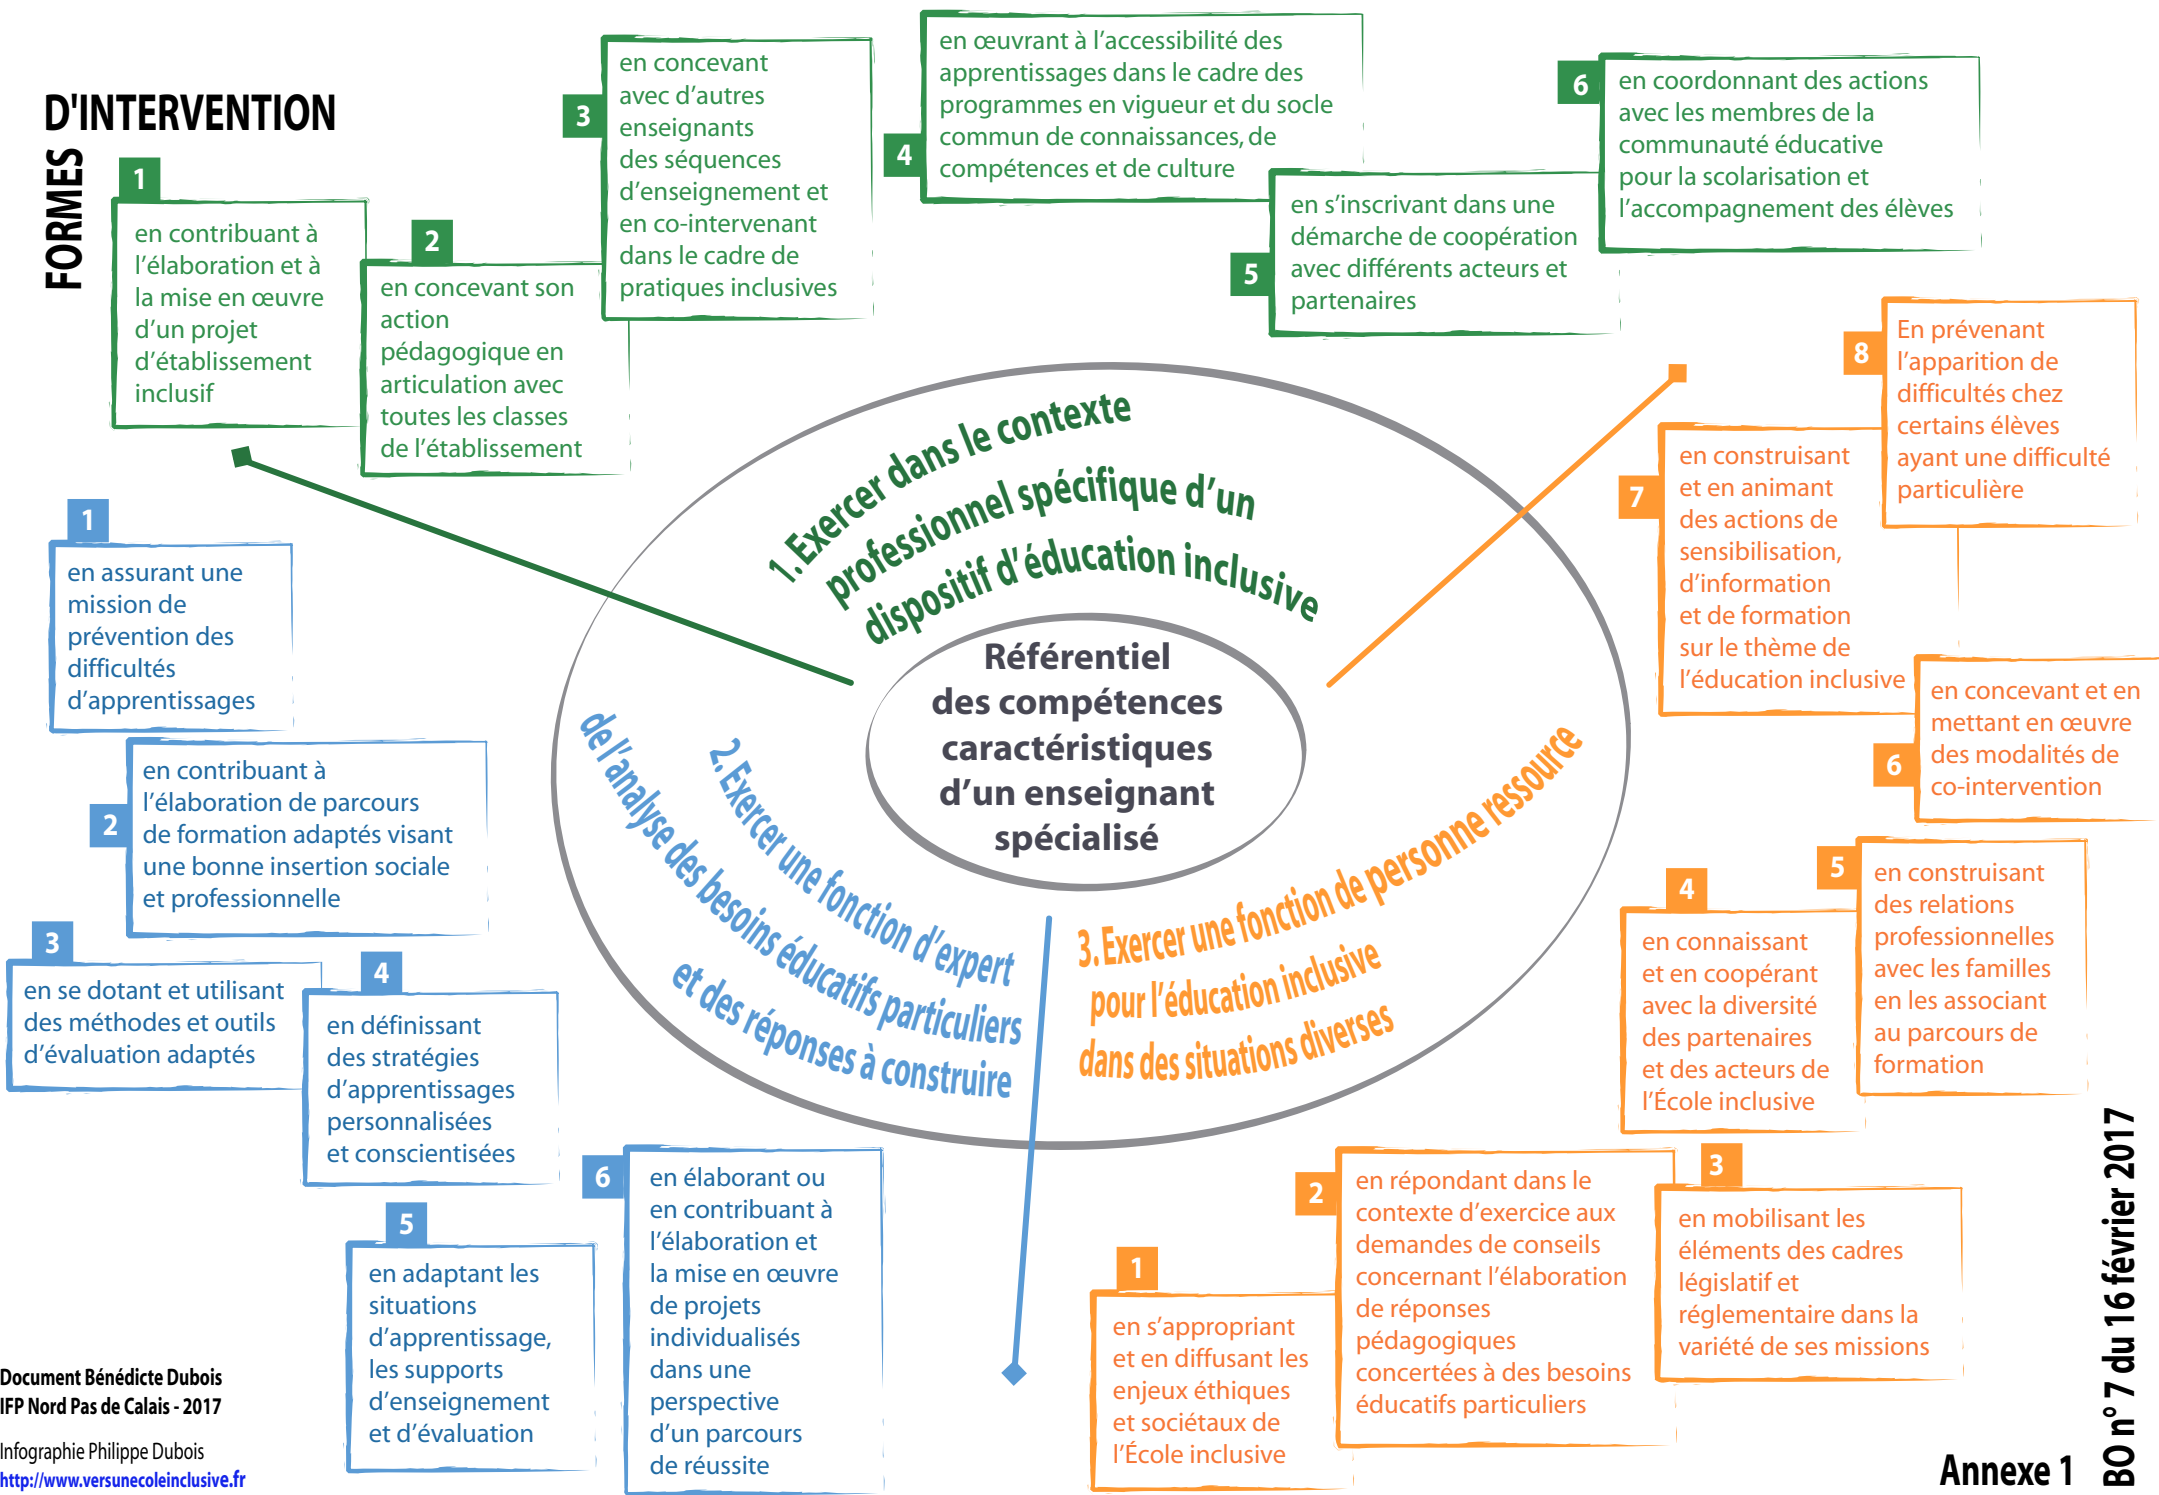 FORMES
D'INTERVENTION
1
en contribuant à
l'élaboration et à
la mise en œuvre
d'un projet
d'établissement
inclusif
2
en concevant son
action
pédagogique en
articulation avec
toutes les classes
de l'établissement
3
en concevant
avec d'autres
enseignants
des séquences
d'enseignement et
en co-intervenant
dans le cadre de
pratiques inclusives
4
en œuvrant à l'accessibilité des
apprentissages dans le cadre des
programmes en vigueur et du socle
commun de connaissances, de
compétences et de culture
5
en s'inscrivant dans une
démarche de coopération
avec différents acteurs et
partenaires
6
en coordonnant des actions
avec les membres de la
communauté éducative
pour la scolarisation et
l'accompagnement des élèves
1. Exercer dans le contexte
professionnel spécifique d'un
dispositif d'éducation inclusive
Référentiel
des compétences
caractéristiques
d'un enseignant
spécialisé
2. Exercer une fonction d'expert
de l'analyse des besoins éducatifs particuliers
et des réponses à construire
3. Exercer une fonction de personne ressource
pour l'éducation inclusive
dans des situations diverses
1
en assurant une
mission de
prévention des
difficultés
d'apprentissages
2
en contribuant à
l'élaboration de parcours
de formation adaptés visant
une bonne insertion sociale
et professionnelle
3
en se dotant et utilisant
des méthodes et outils
d'évaluation adaptés
4
en définissant
des stratégies
d'apprentissages
personnalisées
et conscientisées
5
en adaptant les
situations
d'apprentissage,
les supports
d'enseignement
et d'évaluation
6
en élaborant ou
en contribuant à
l'élaboration et
la mise en œuvre
de projets
individualisés
dans une
perspective
d'un parcours
de réussite
1
en s'appropriant
et en diffusant les
enjeux éthiques
et sociétaux de
l'École inclusive
2
en répondant dans le
contexte d'exercice aux
demandes de conseils
concernant l'élaboration
de réponses
pédagogiques
concertées à des besoins
éducatifs particuliers
3
en mobilisant les
éléments des cadres
législatif et
réglementaire dans la
variété de ses missions
4
en connaissant
et en coopérant
avec la diversité
des partenaires
et des acteurs de
l'École inclusive
5
en construisant
des relations
professionnelles
avec les familles
en les associant
au parcours de
formation
6
en concevant et en
mettant en œuvre
des modalités de
co-intervention
7
en construisant
et en animant
des actions de
sensibilisation,
d'information
et de formation
sur le thème de
l'éducation inclusive
8
En prévenant
l'apparition de
difficultés chez
certains élèves
ayant une difficulté
particulière
Document Bénédicte Dubois
IFP Nord Pas de Calais - 2017
Infographie Philippe Dubois
http://www.versunecoleinclusive.fr
Annexe 1
BO n° 7 du 16 février 2017